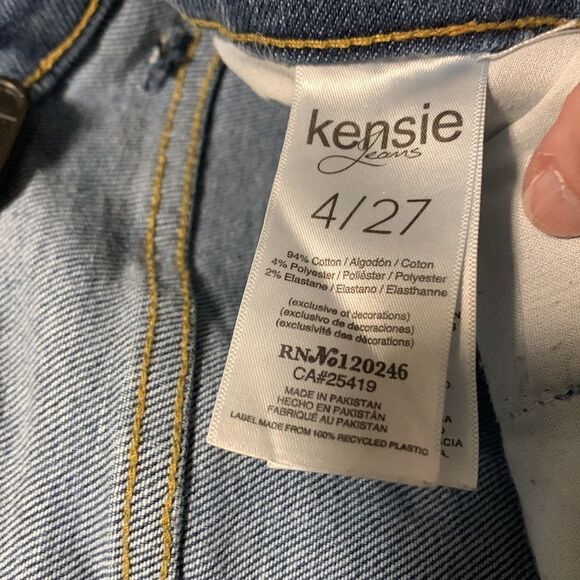 kensie
Jeans
4/27
94% Cotton / Algodón / Coton
4% Polyester / Poliéster / Polyester
2% Elastane / Elastano / Elasthanne
(exclusive of decorations)
(exclusivo de decoraciones)
(exclusivité des décorations)
RN No 120246
CA#25419
MADE IN PAKISTAN
HECHO EN PAKISTÁN
FABRIQUÉ AU PAKISTAN
LABEL MADE FROM 100% RECYCLED PLASTIC